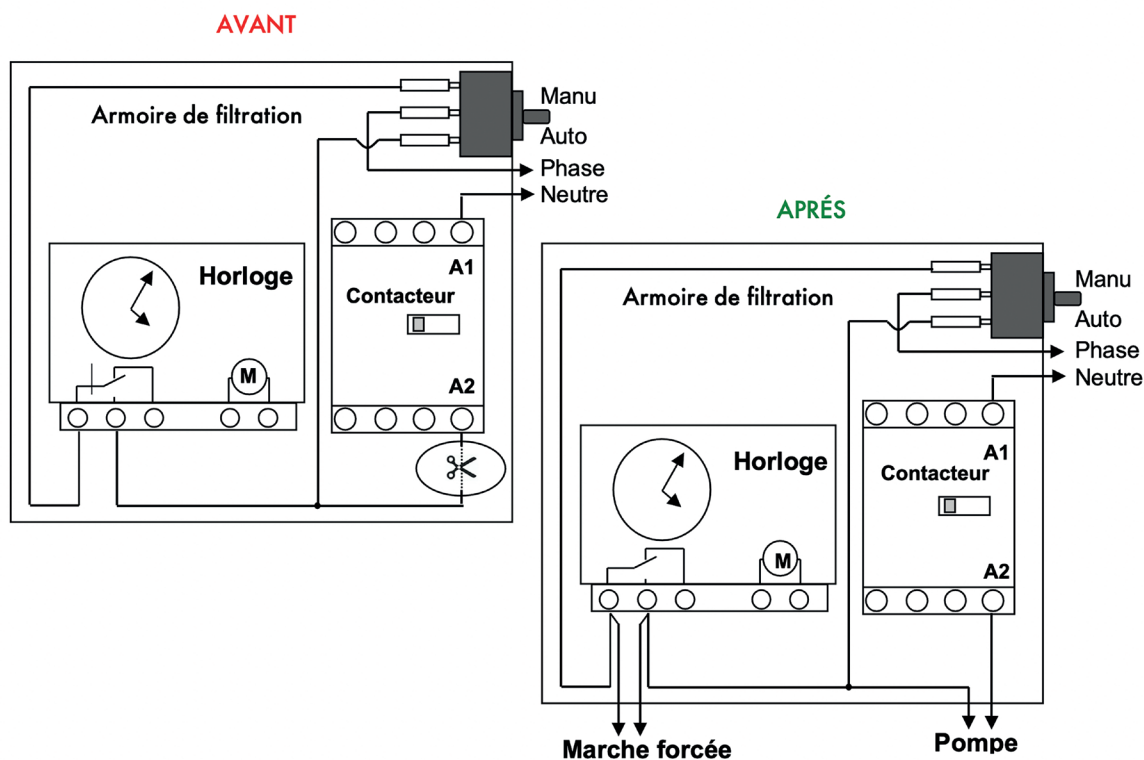 AVANT
Armoire de filtration
Manu
Auto
Phase
Neutre
Horloge
A1
Contacteur
M
A2
APRÉS
Armoire de filtration
Manu
Auto
Phase
Neutre
Horloge
A1
Contacteur
M
A2
Marche forcée
Pompe